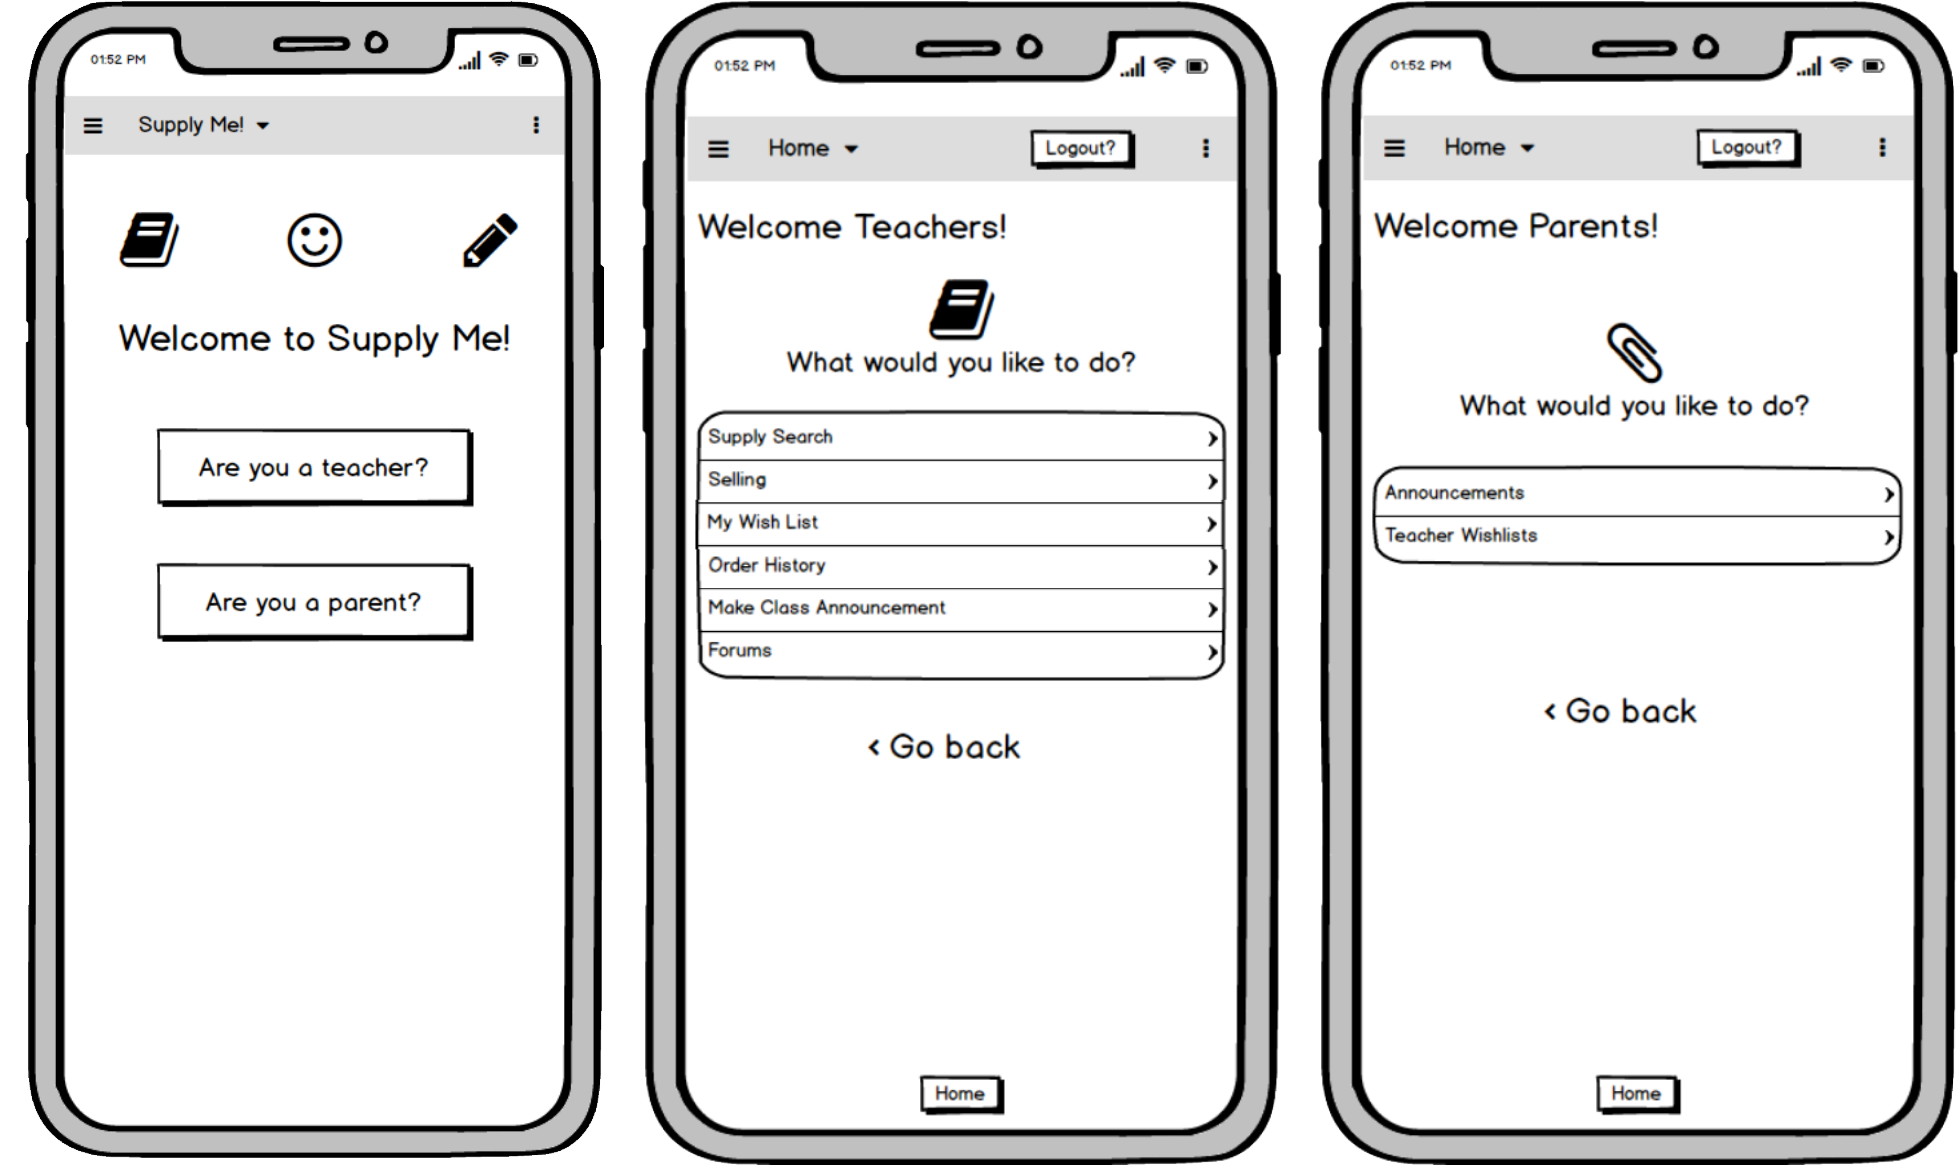 01:52 PM
Supply Me!
Welcome to Supply Me!
Are you a teacher?
Are you a parent?
01:52 PM
Home
Logout?
Welcome Teachers!
What would you like to do?
Supply Search
Selling
My Wish List
Order History
Make Class Announcement
Forums
< Go back
Home
01:52 PM
Home
Logout?
Welcome Parents!
What would you like to do?
Announcements
Teacher Wishlists
< Go back
Home